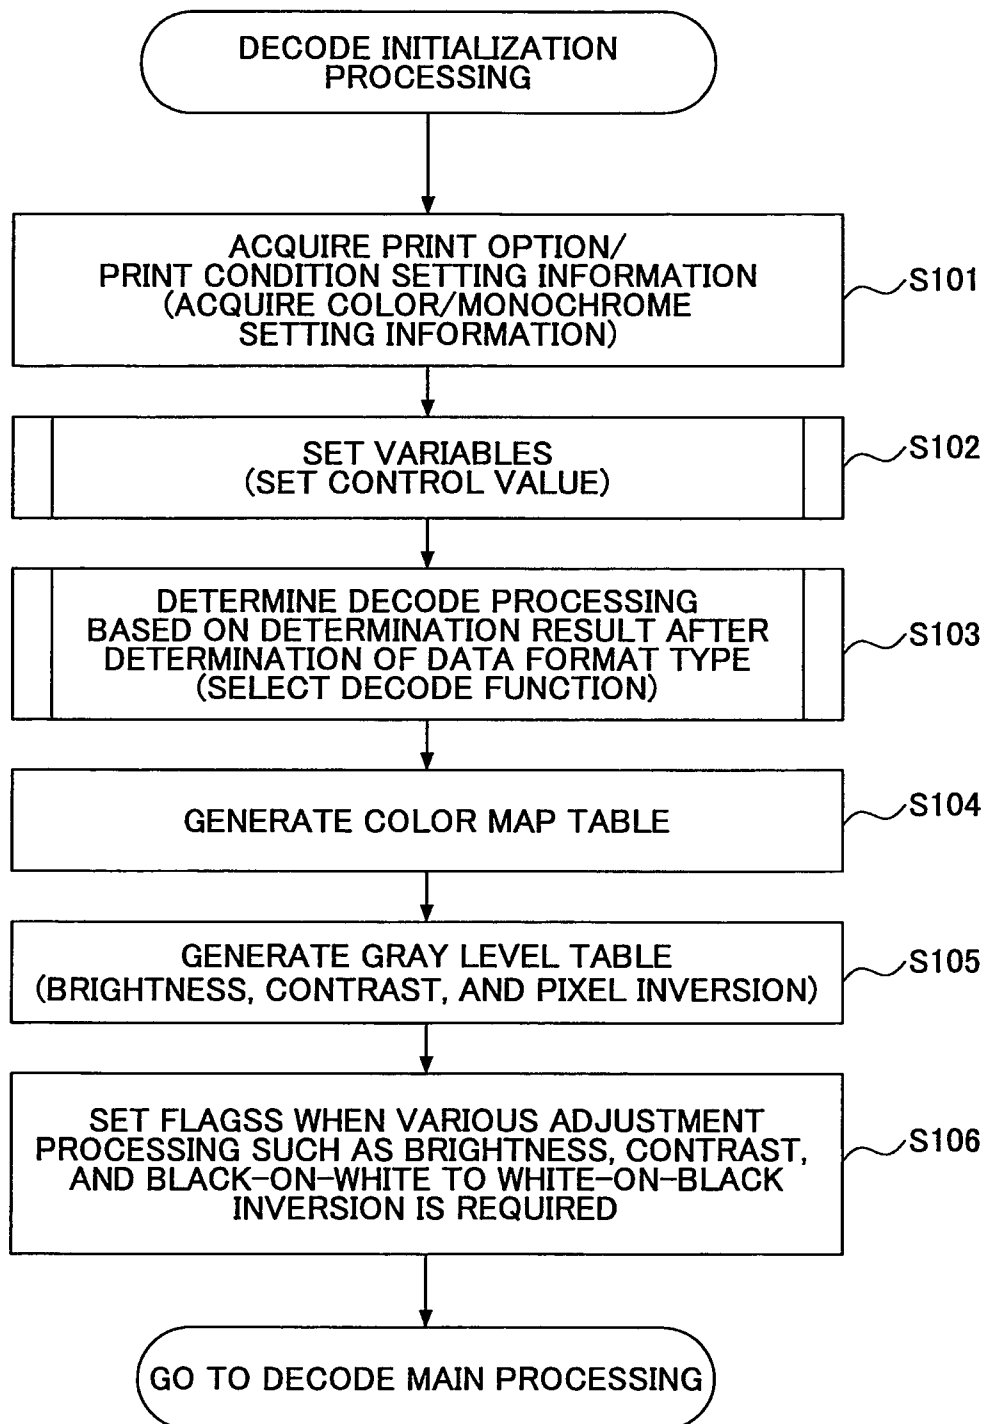 DECODE INITIALIZATION
PROCESSING
ACQUIRE PRINT OPTION/
PRINT CONDITION SETTING INFORMATION
(ACQUIRE COLOR/MONOCHROME
SETTING INFORMATION)
S101
SET VARIABLES
(SET CONTROL VALUE)
S102
DETERMINE DECODE PROCESSING
BASED ON DETERMINATION RESULT AFTER
DETERMINATION OF DATA FORMAT TYPE
(SELECT DECODE FUNCTION)
S103
GENERATE COLOR MAP TABLE
S104
GENERATE GRAY LEVEL TABLE
(BRIGHTNESS, CONTRAST, AND PIXEL INVERSION)
S105
SET FLAGSS WHEN VARIOUS ADJUSTMENT
PROCESSING SUCH AS BRIGHTNESS, CONTRAST,
AND BLACK-ON-WHITE TO WHITE-ON-BLACK
INVERSION IS REQUIRED
S106
GO TO DECODE MAIN PROCESSING